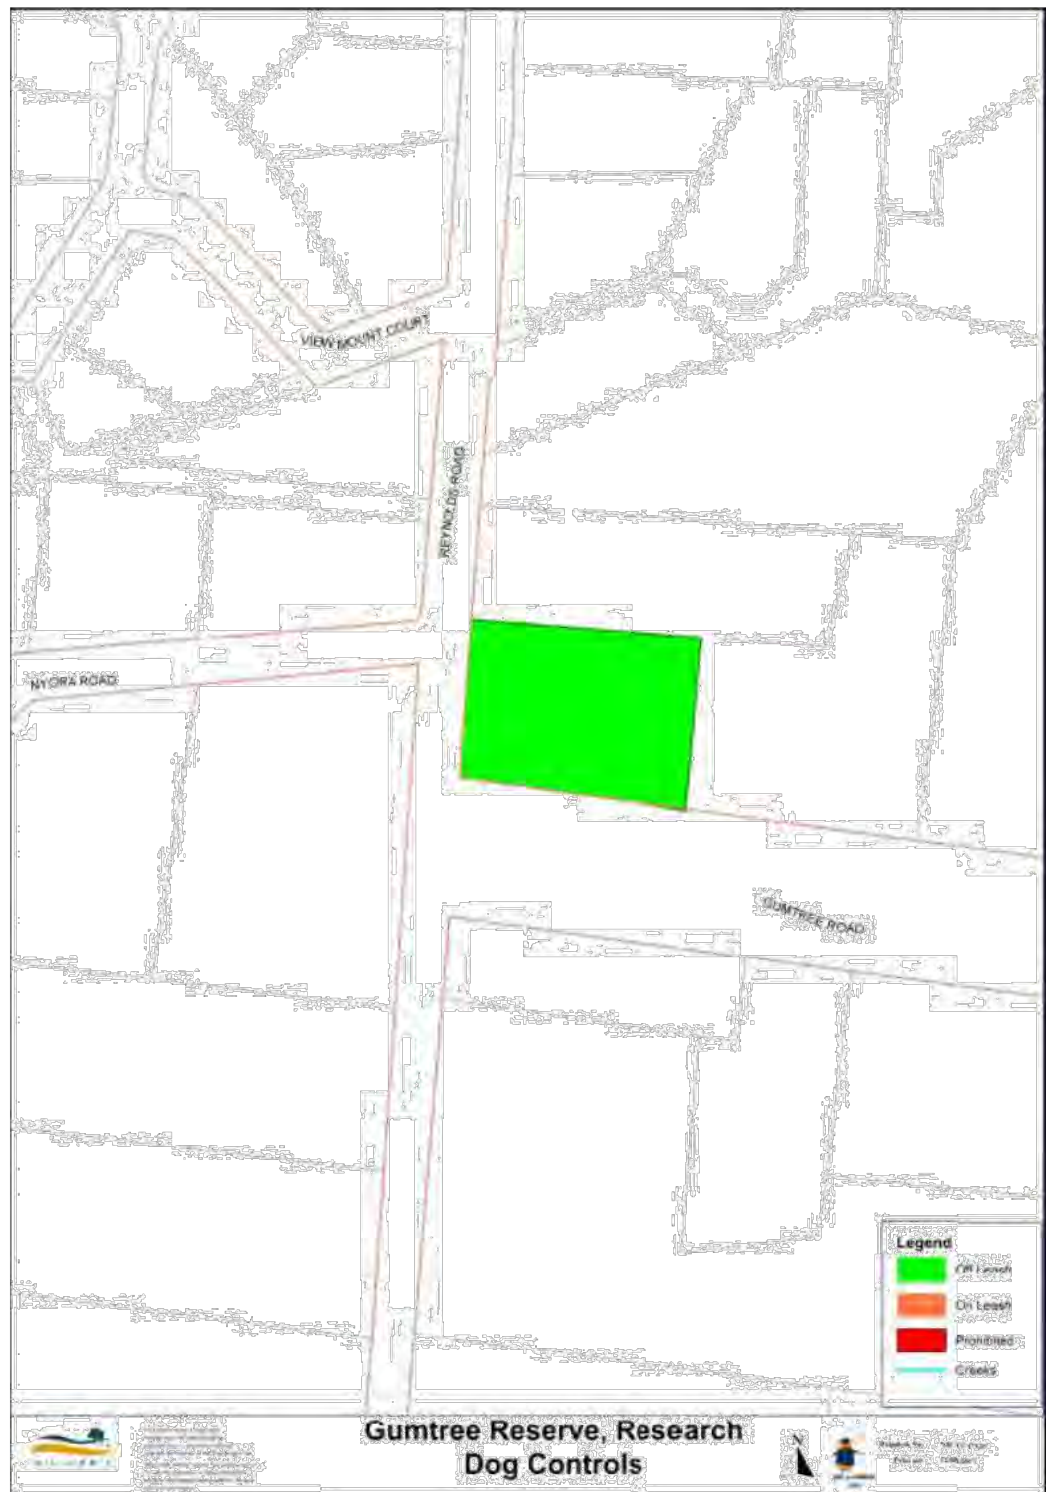 VIEW MOUNT COURT
REYNOLDS ROAD
NYORA ROAD
GUMTREE ROAD
Legend
Off Leash
On Leash
Prohibited
Creeks
Gumtree Reserve, Research
Dog Controls
N